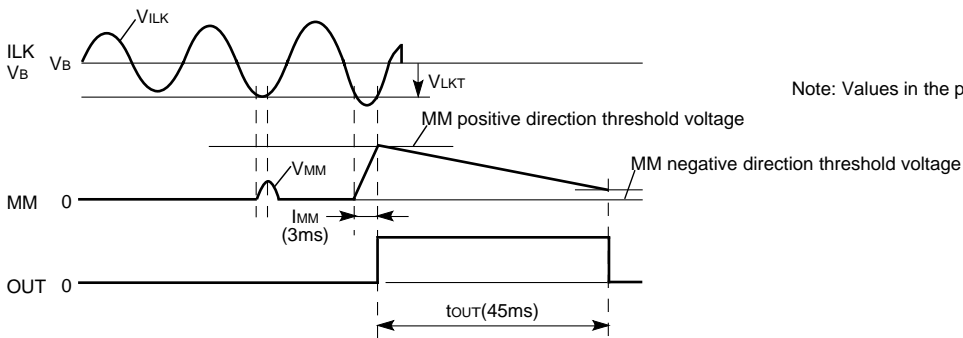 VILK
ILK
VB VB
VLKT
Note: Values in the p
MM positive direction threshold voltage
VMM
MM negative direction threshold voltage
MM 0
IMM
(3ms)
OUT 0
tOUT(45ms)